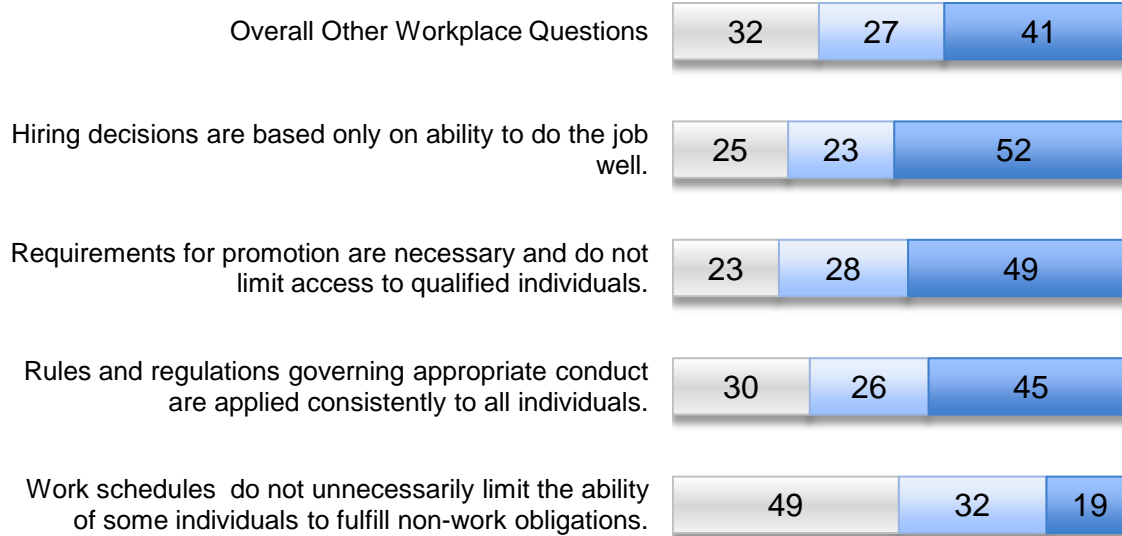 Overall Other Workplace Questions 32 27 41
Hiring decisions are based only on ability to do the job
well. 25 23 52
Requirements for promotion are necessary and do not
limit access to qualified individuals. 23 28 49
Rules and regulations governing appropriate conduct
are applied consistently to all individuals. 30 26 45
Work schedules  do not unnecessarily limit the ability
of some individuals to fulfill non-work obligations. 49 32 19